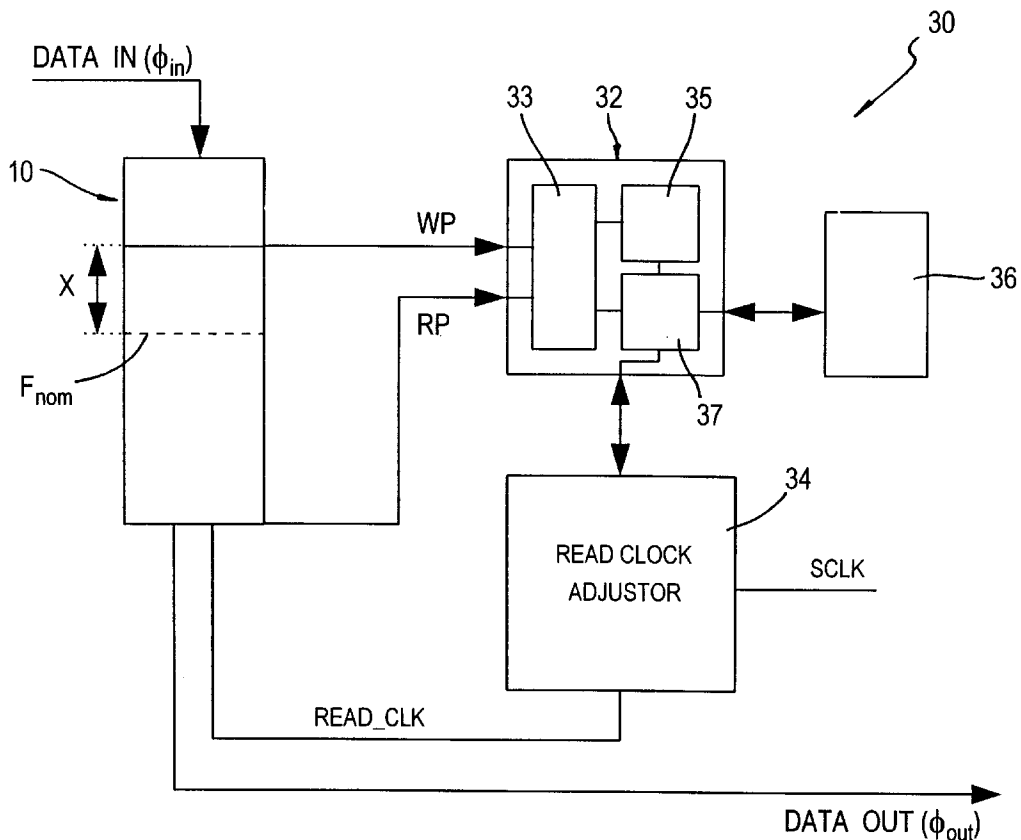 30
DATA IN (ϕin)
33
32
35
10
WP
X
36
RP
Fnom
37
34
READ CLOCK
ADJUSTOR
SCLK
READ_CLK
DATA OUT (ϕout)